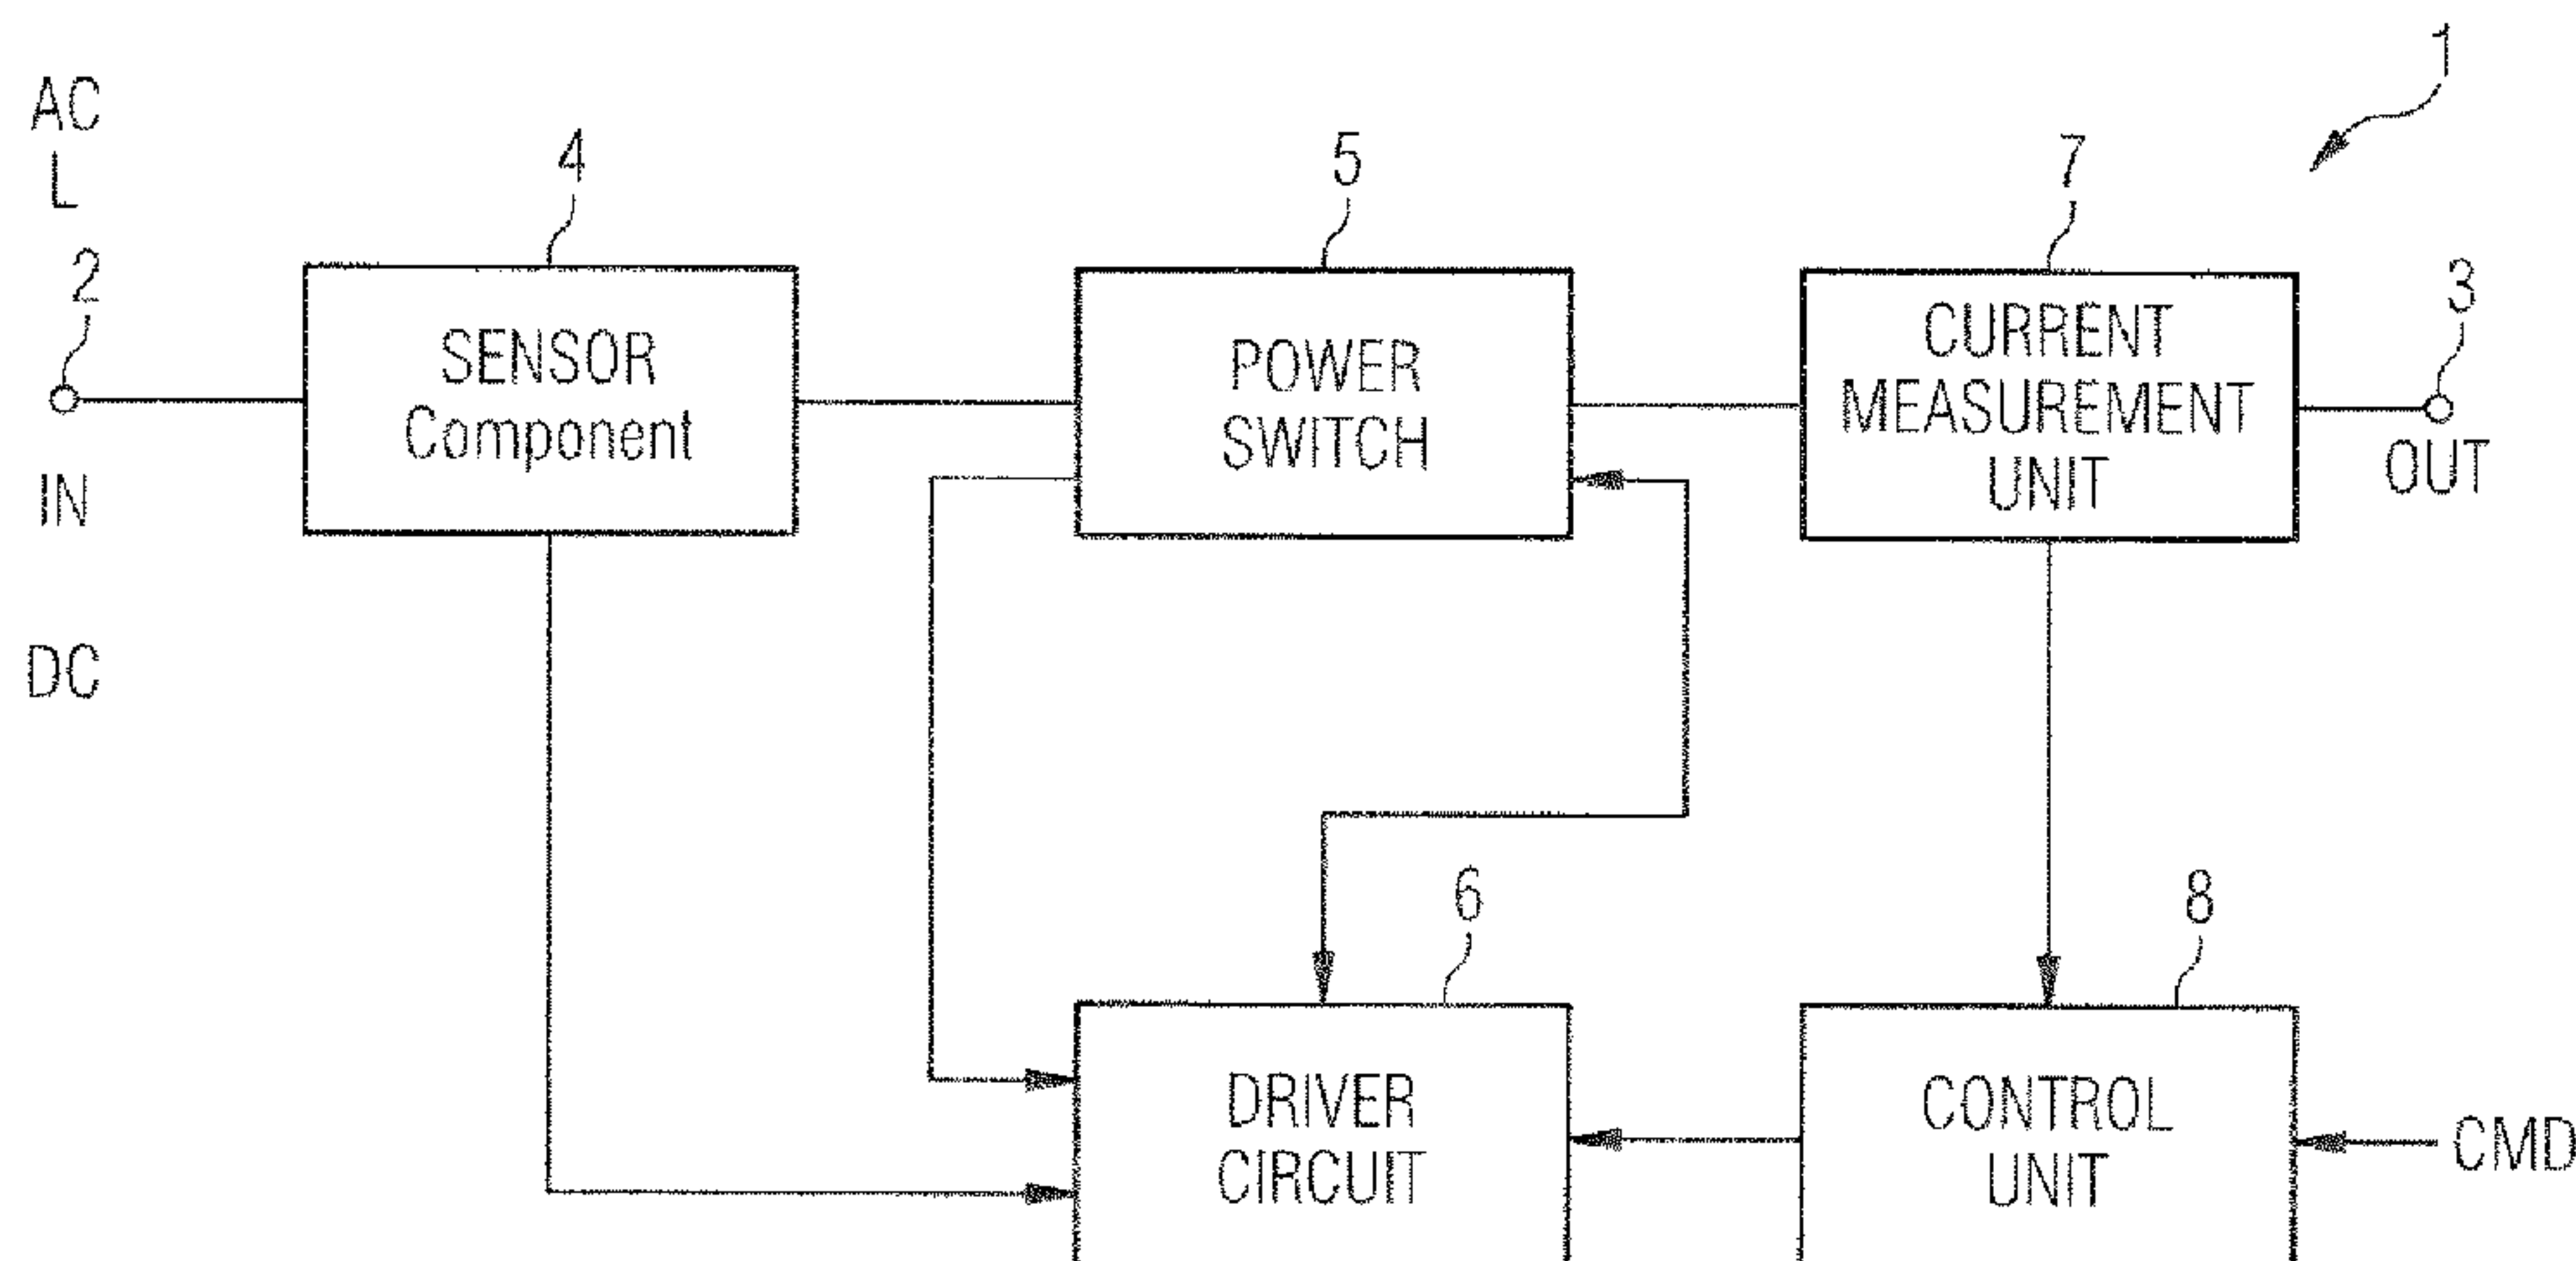 1
AC
L
4
5
7
2
3
SENSOR
Component
POWER
SWITCH
CURRENT
MEASUREMENT
UNIT
IN
OUT
DC
6
8
DRIVER
CIRCUIT
CONTROL
UNIT
CMD